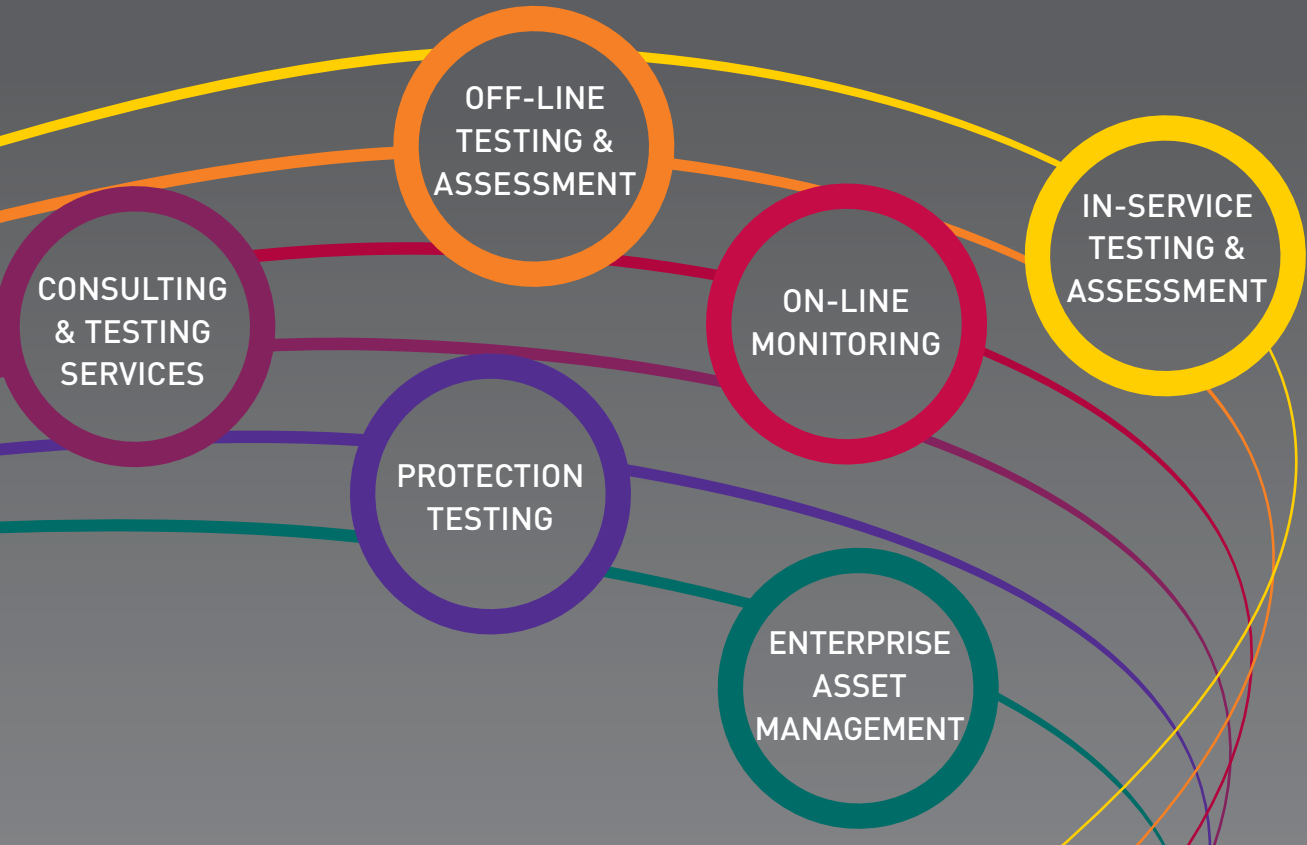 OFF-LINE
TESTING &
ASSESSMENT
IN-SERVICE
TESTING &
ASSESSMENT
CONSULTING
& TESTING
SERVICES
ON-LINE
MONITORING
PROTECTION
TESTING
ENTERPRISE
ASSET
MANAGEMENT